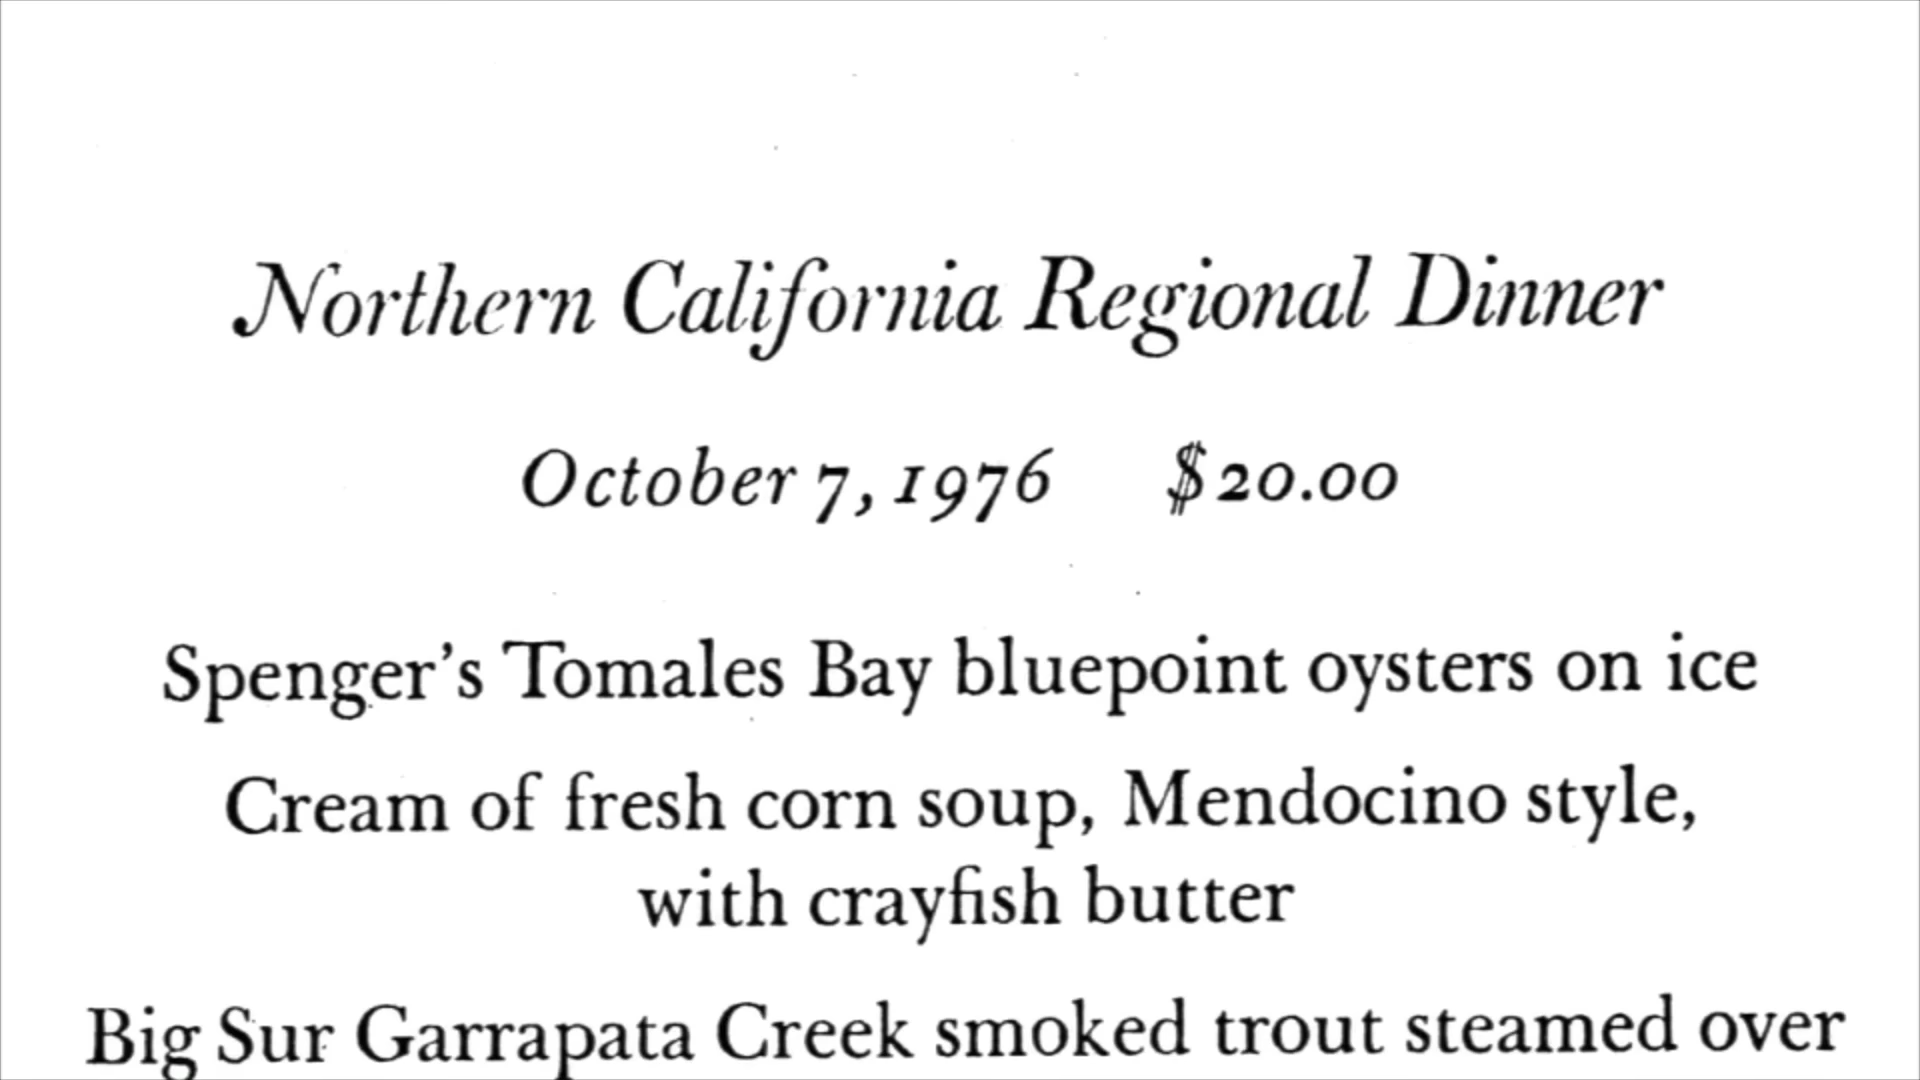 Northern California Regional Dinner
October 7, 1976 $20.00
Spenger's Tomales Bay bluepoint oysters on ice
Cream of fresh corn soup, Mendocino style,
with crayfish butter
Big Sur Garrapata Creek smoked trout steamed over